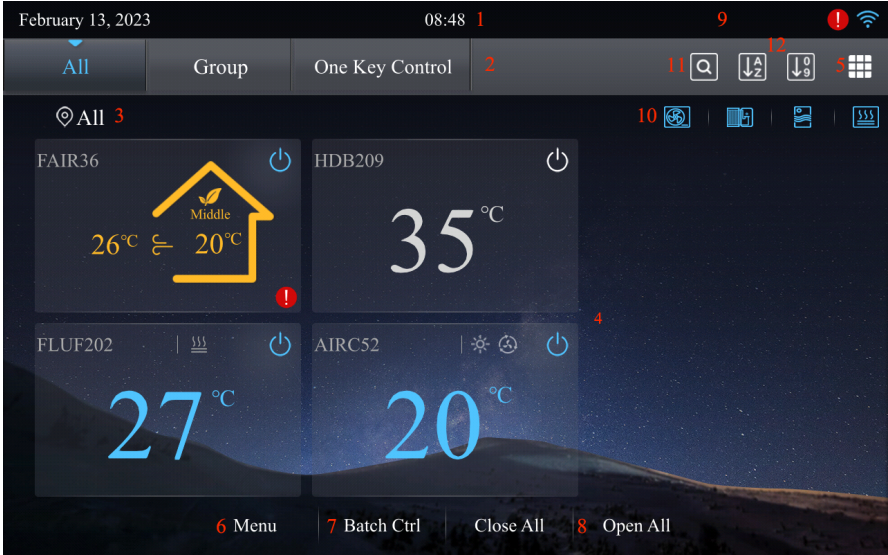 February 13, 2023 08:48 1 9 !
All Group One Key Control 2 11 A Z 12 0 9 5
All 3 10
FAIR36 HDB209
Middle
26°C 20°C 35°C
!
4
FLUF202 AIRC52
27°C 20°C
6 Menu 7 Batch Ctrl Close All 8 Open All